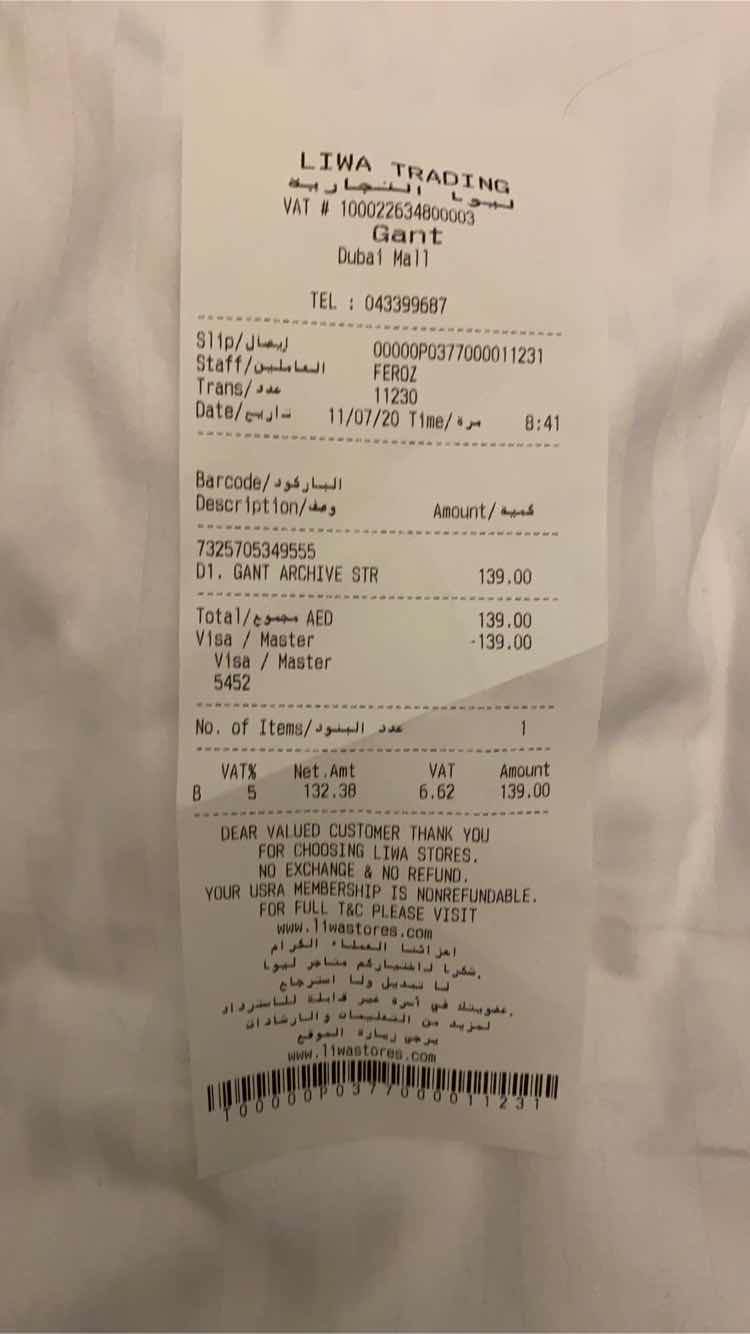 LIWA TRADING
ليوا التجارية
VAT # 100022634800003
Gant
Dubai Mall
TEL : 043399687
Slip/إيصال 00000P0377000011231
Staff/العاملين FEROZ
Trans/عدد 11230
Date/تاريخ 11/07/20 Time/مرة 8:41
Barcode/الباركود
Description/وصف Amount/كمية
7325705349555
D1. GANT ARCHIVE STR 139.00
Total/مجموع AED 139.00
Visa / Master -139.00
Visa / Master
5452
No. of Items/عدد البنود 1
VAT% Net.Amt VAT Amount
B 5 132.38 6.62 139.00
DEAR VALUED CUSTOMER THANK YOU
FOR CHOOSING LIWA STORES.
NO EXCHANGE & NO REFUND.
YOUR USRA MEMBERSHIP IS NONREFUNDABLE.
FOR FULL T&C PLEASE VISIT
www.liwastores.com
اعزائنا العملاء الكرام
شكرا لاختياركم متاجر ليوا.
لا تبديل ولا استرجاع
عضويتك في أسرة غير قابلة للاسترداد.
لمزيد من التعليمات والارشادات
يرجى زيارة الموقع
www.liwastores.com
T00000P0377000011231